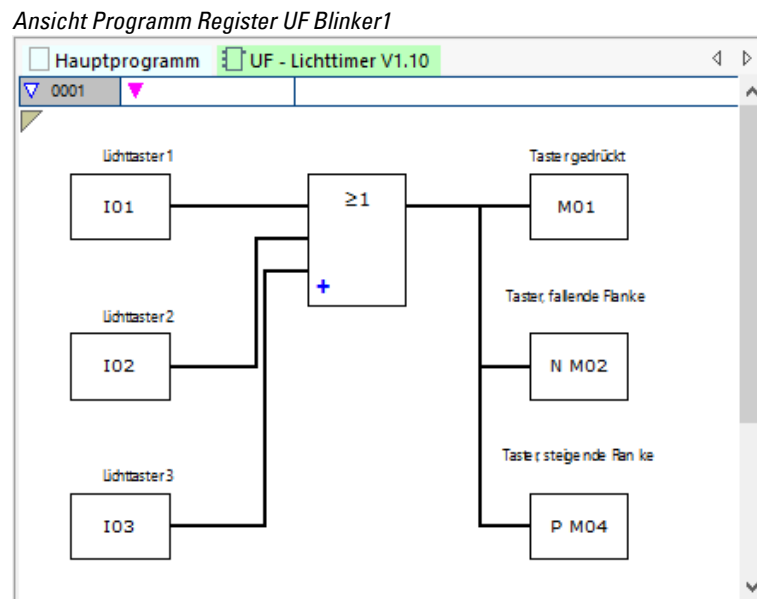 Ansicht Programm Register UF Blinker1
Hauptprogramm UF - Lichttimer V1.10
0001
Lichttaster 1 Taster gedrückt
I01 ≥1 M01
Taster, fallende Flanke
Lichttaster 2
I02 N M02
Taster, steigende Flanke
Lichttaster 3
I03 P M04